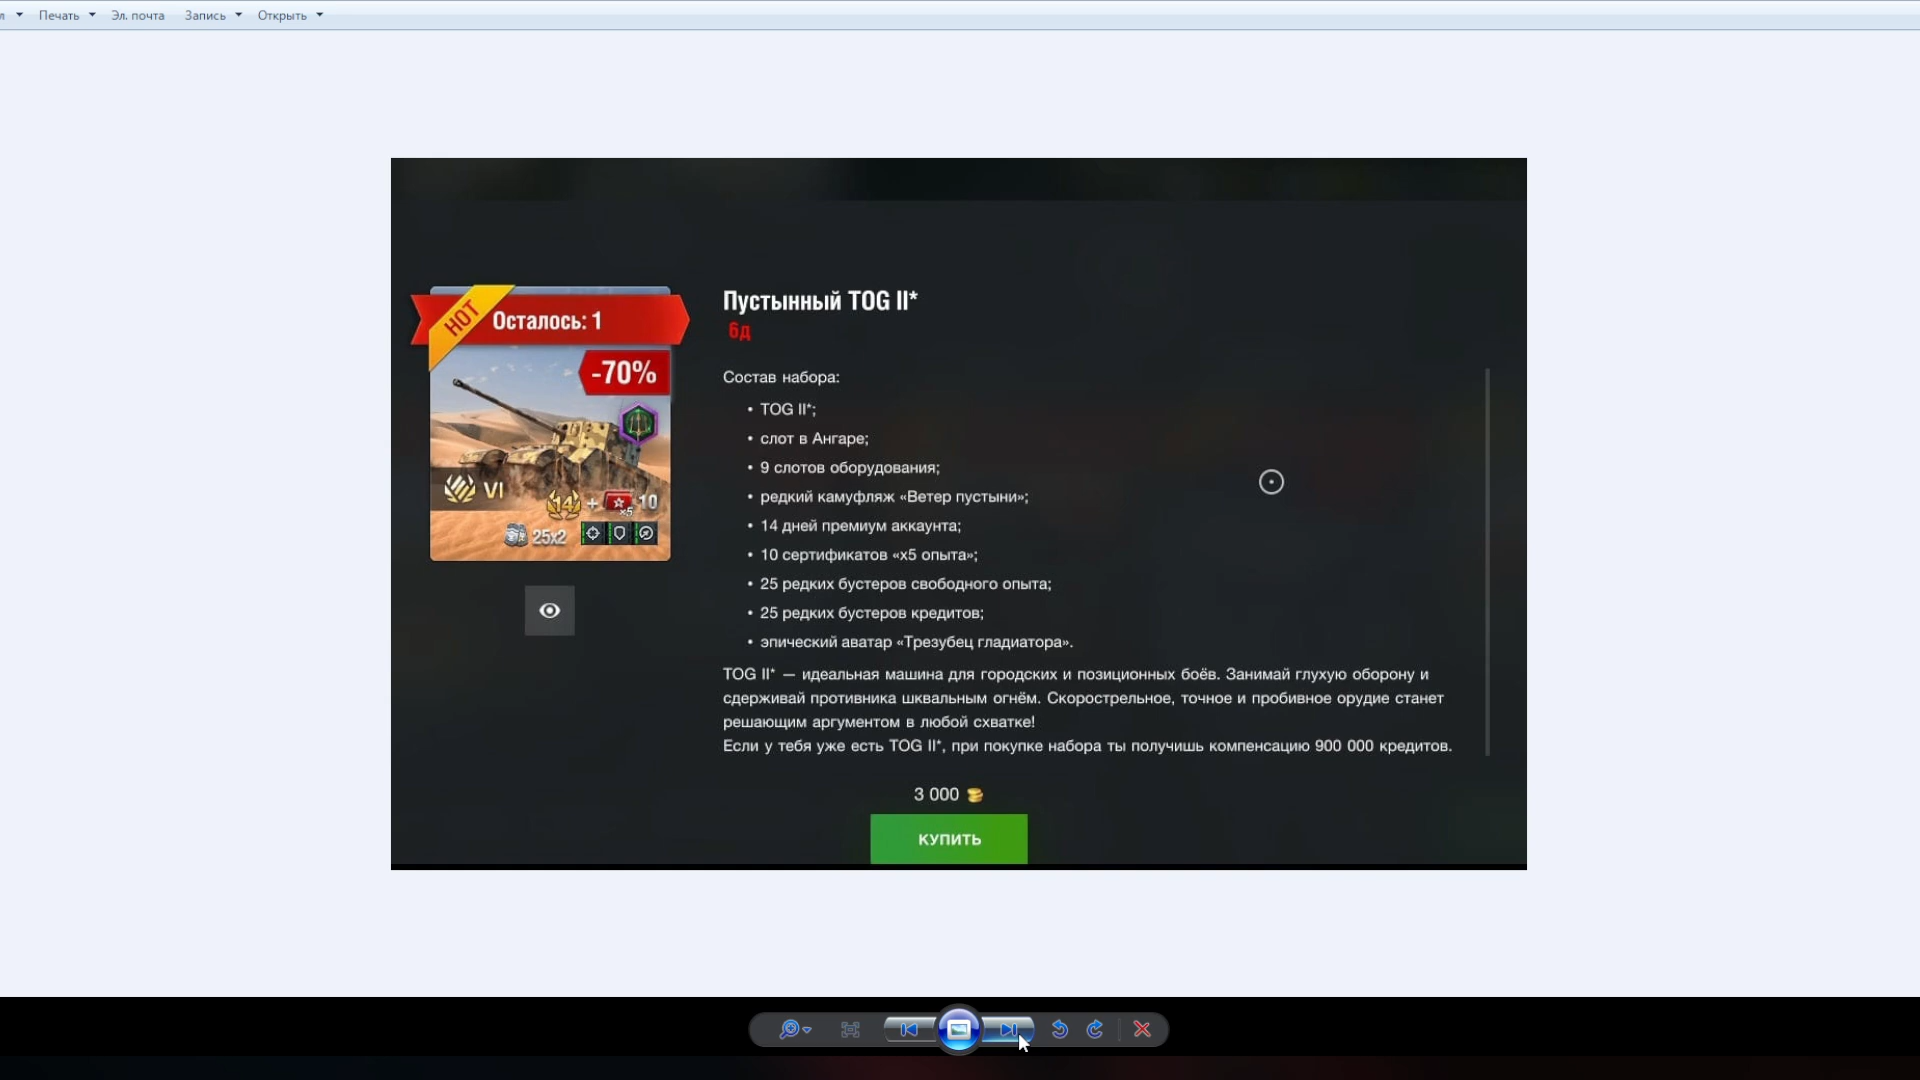 Печать
Эл. почта
Запись
Открыть
HOT
Осталось: 1
-70%
VI
14 + x5 10
25x2
Пустынный TOG II*
6д
Состав набора:
• TOG II*;
• слот в Ангаре;
• 9 слотов оборудования;
• редкий камуфляж «Ветер пустыни»;
• 14 дней премиум аккаунта;
• 10 сертификатов «х5 опыта»;
• 25 редких бустеров свободного опыта;
• 25 редких бустеров кредитов;
• эпический аватар «Трезубец гладиатора».
TOG II* — идеальная машина для городских и позиционных боёв. Занимай глухую оборону и
сдерживай противника шквальным огнём. Скорострельное, точное и пробивное орудие станет
решающим аргументом в любой схватке!
Если у тебя уже есть TOG II*, при покупке набора ты получишь компенсацию 900 000 кредитов.
3 000
КУПИТЬ